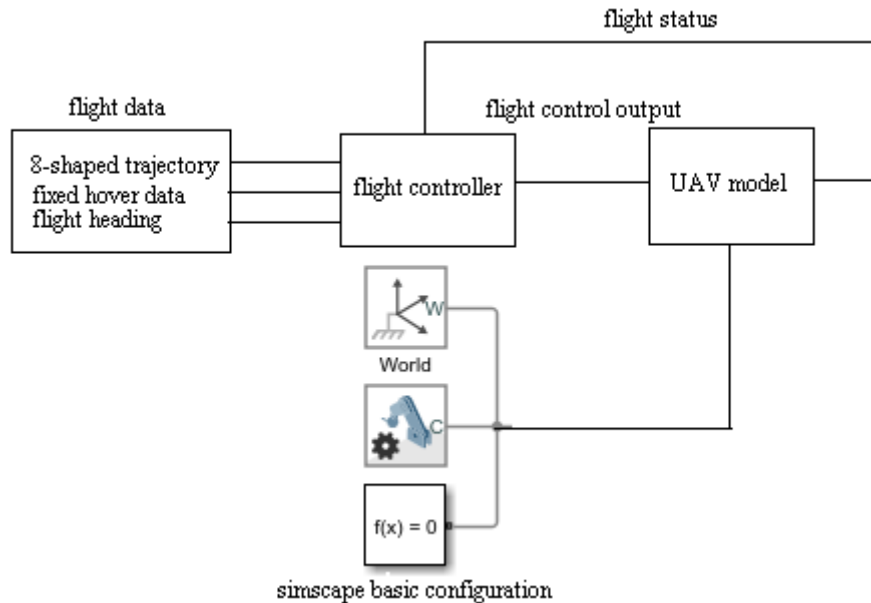 flight status
flight data
flight control output
8-shaped trajectory
fixed hover data
flight heading
flight controller
UAV model
W
World
C
f(x) = 0
simscape basic configuration